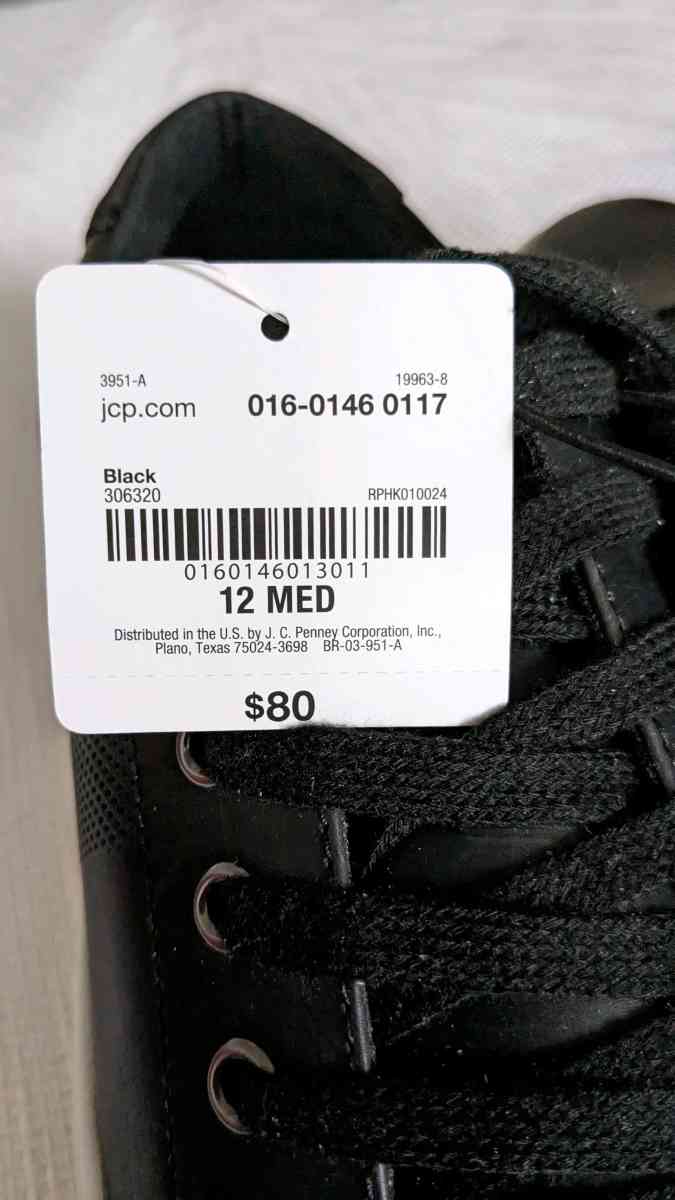 3951-A 19963-8
jcp.com 016-0146 0117
Black
306320 RPHK010024
0160146013011
12 MED
Distributed in the U.S. by J. C. Penney Corporation, Inc.,
Plano, Texas 75024-3698 BR-03-951-A
$80